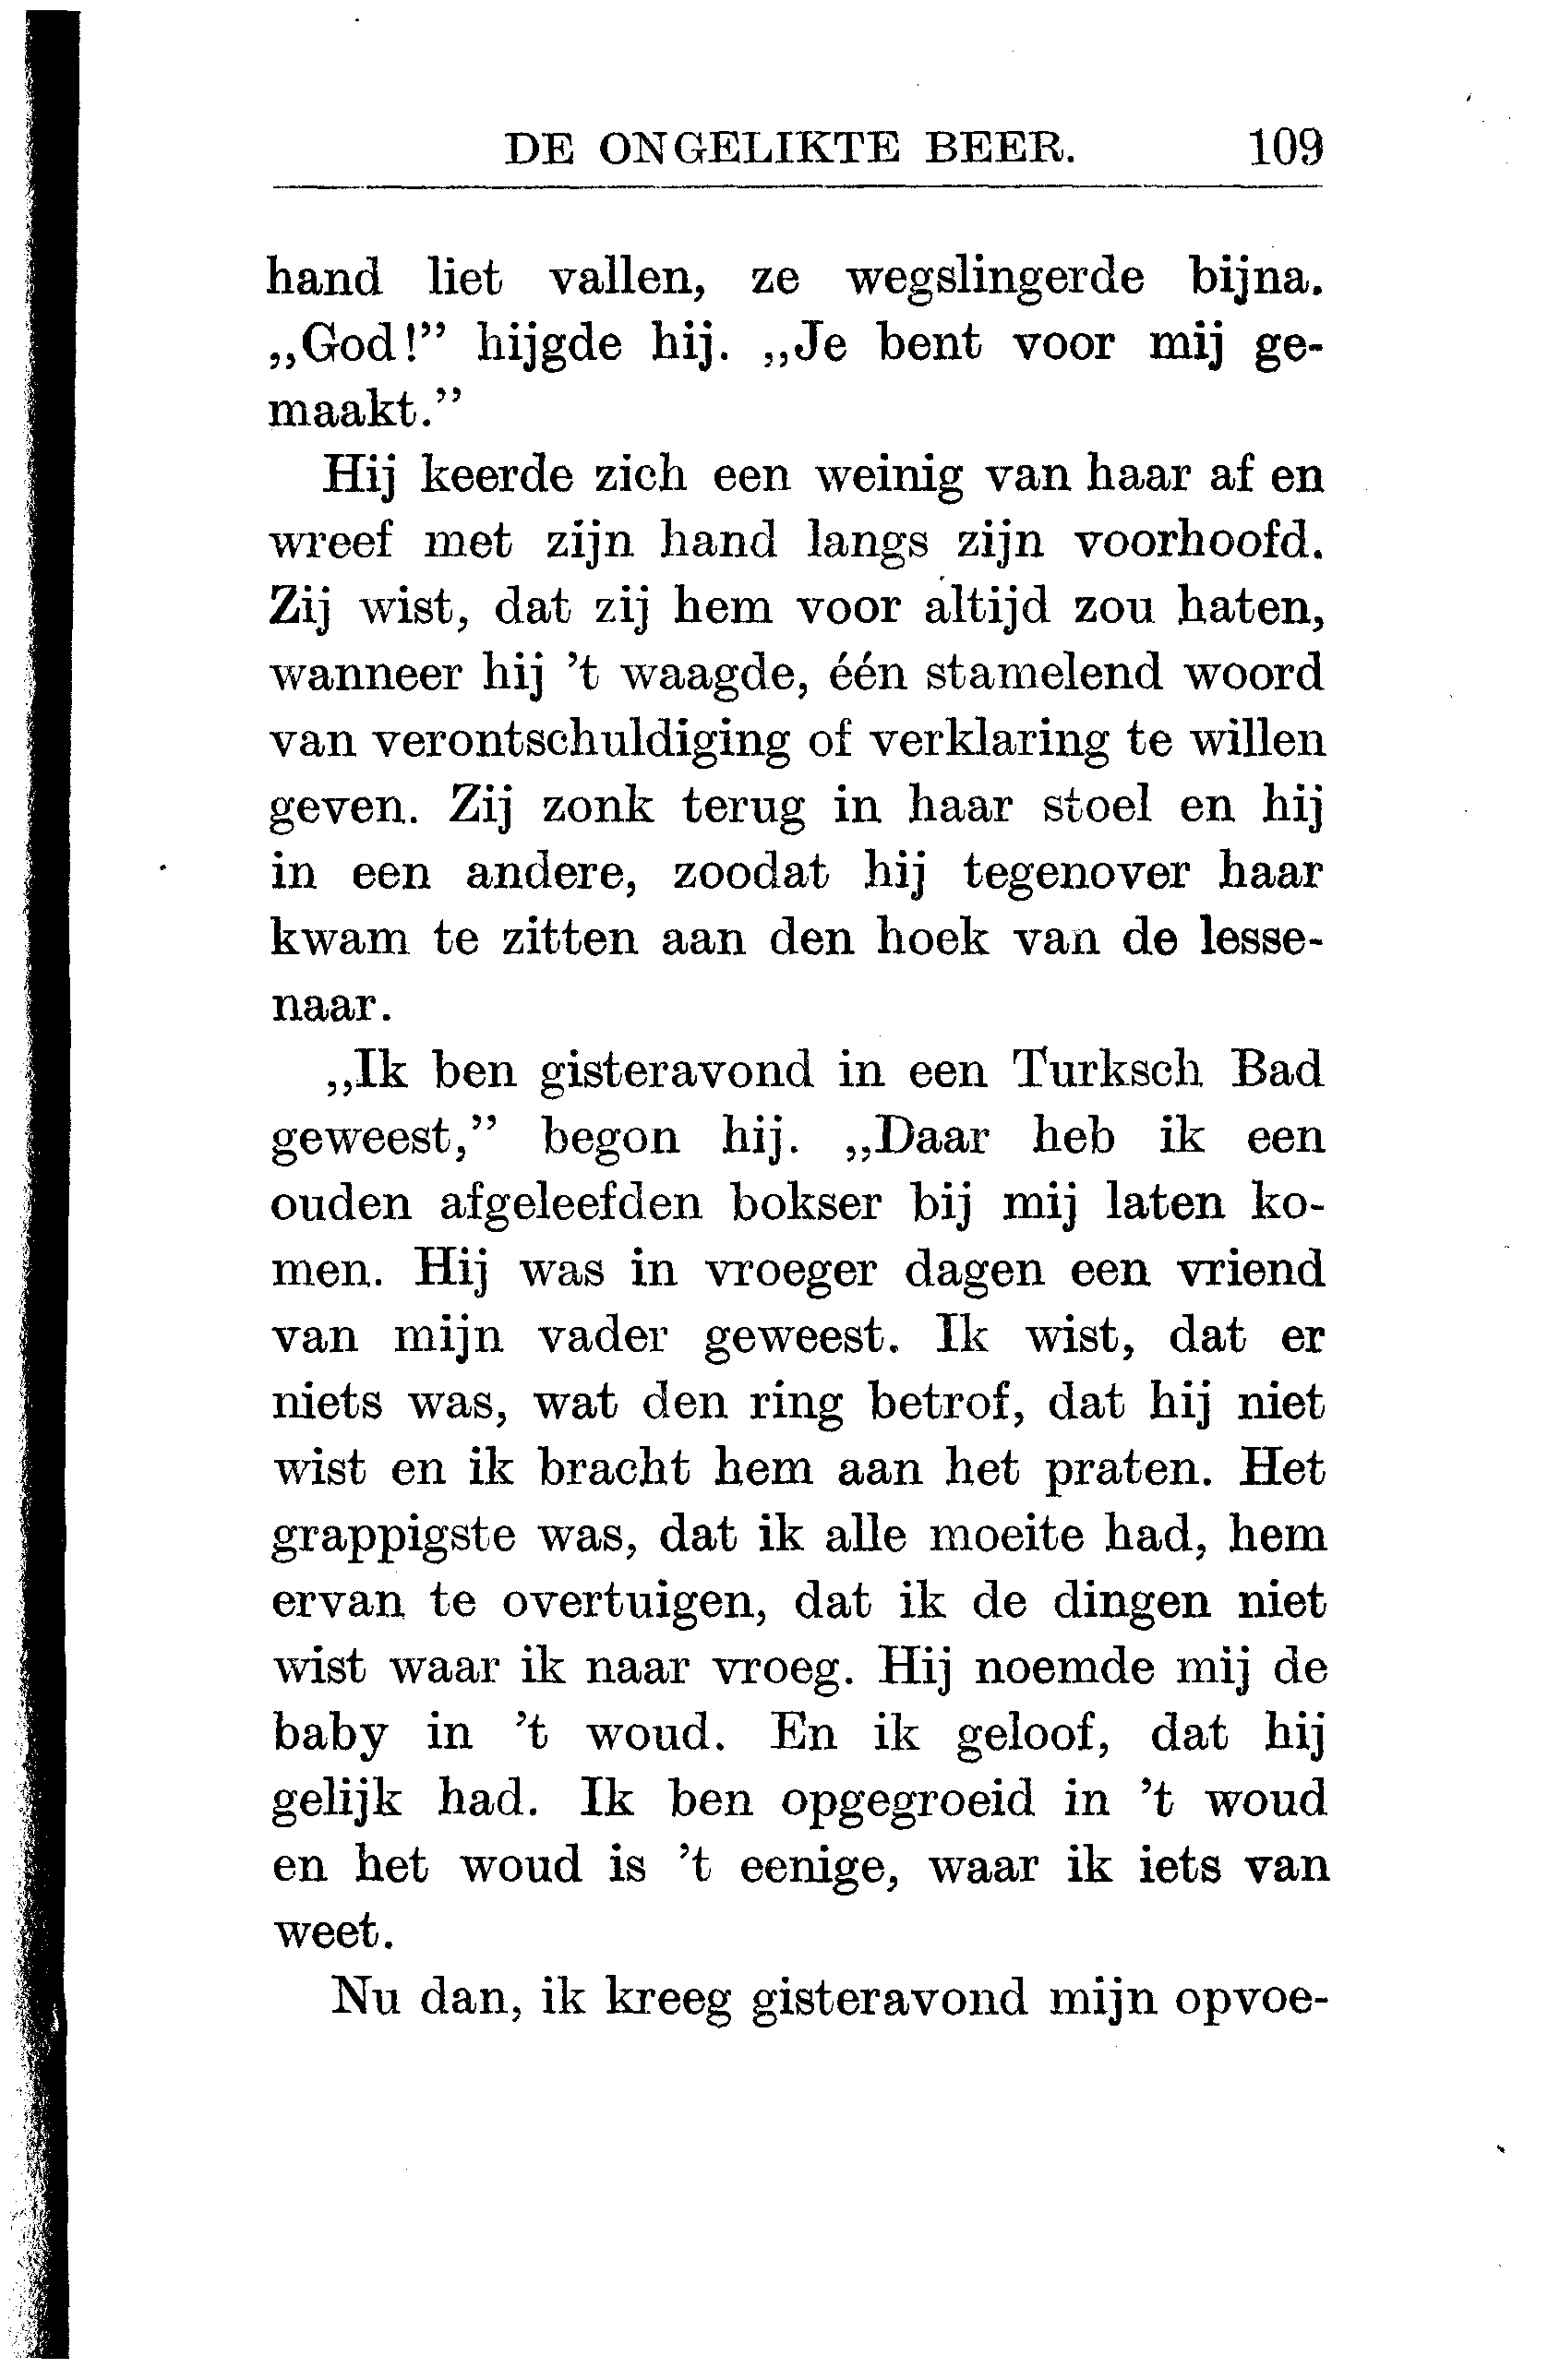 DE ONGELIKTE BEER. 109
hand liet vallen, ze wegslingerde bijna.
„God!” hijgde hij. „Je bent voor mij ge-
maakt.”
Hij keerde zich een weinig van haar af en
wreef met zijn hand langs zijn voorhoofd.
Zij wist, dat zij hem voor altijd zou haten,
wanneer hij ’t waagde, één stamelend woord
van verontschuldiging of verklaring te willen
geven. Zij zonk terug in haar stoel en hij
in een andere, zoodat hij tegenover haar
kwam te zitten aan den hoek van de lesse-
naar.
„Ik ben gisteravond in een Turksch Bad
geweest,” begon hij. „Daar heb ik een
ouden afgeleefden bokser bij mij laten ko-
men. Hij was in vroeger dagen een vriend
van mijn vader geweest. Ik wist, dat er
niets was, wat den ring betrof, dat hij niet
wist en ik bracht hem aan het praten. Het
grappigste was, dat ik alle moeite had, hem
ervan te overtuigen, dat ik de dingen niet
wist waar ik naar vroeg. Hij noemde mij de
baby in ’t woud. En ik geloof, dat hij
gelijk had. Ik ben opgegroeid in ’t woud
en het woud is ’t eenige, waar ik iets van
weet.
Nu dan, ik kreeg gisteravond mijn opvoe-